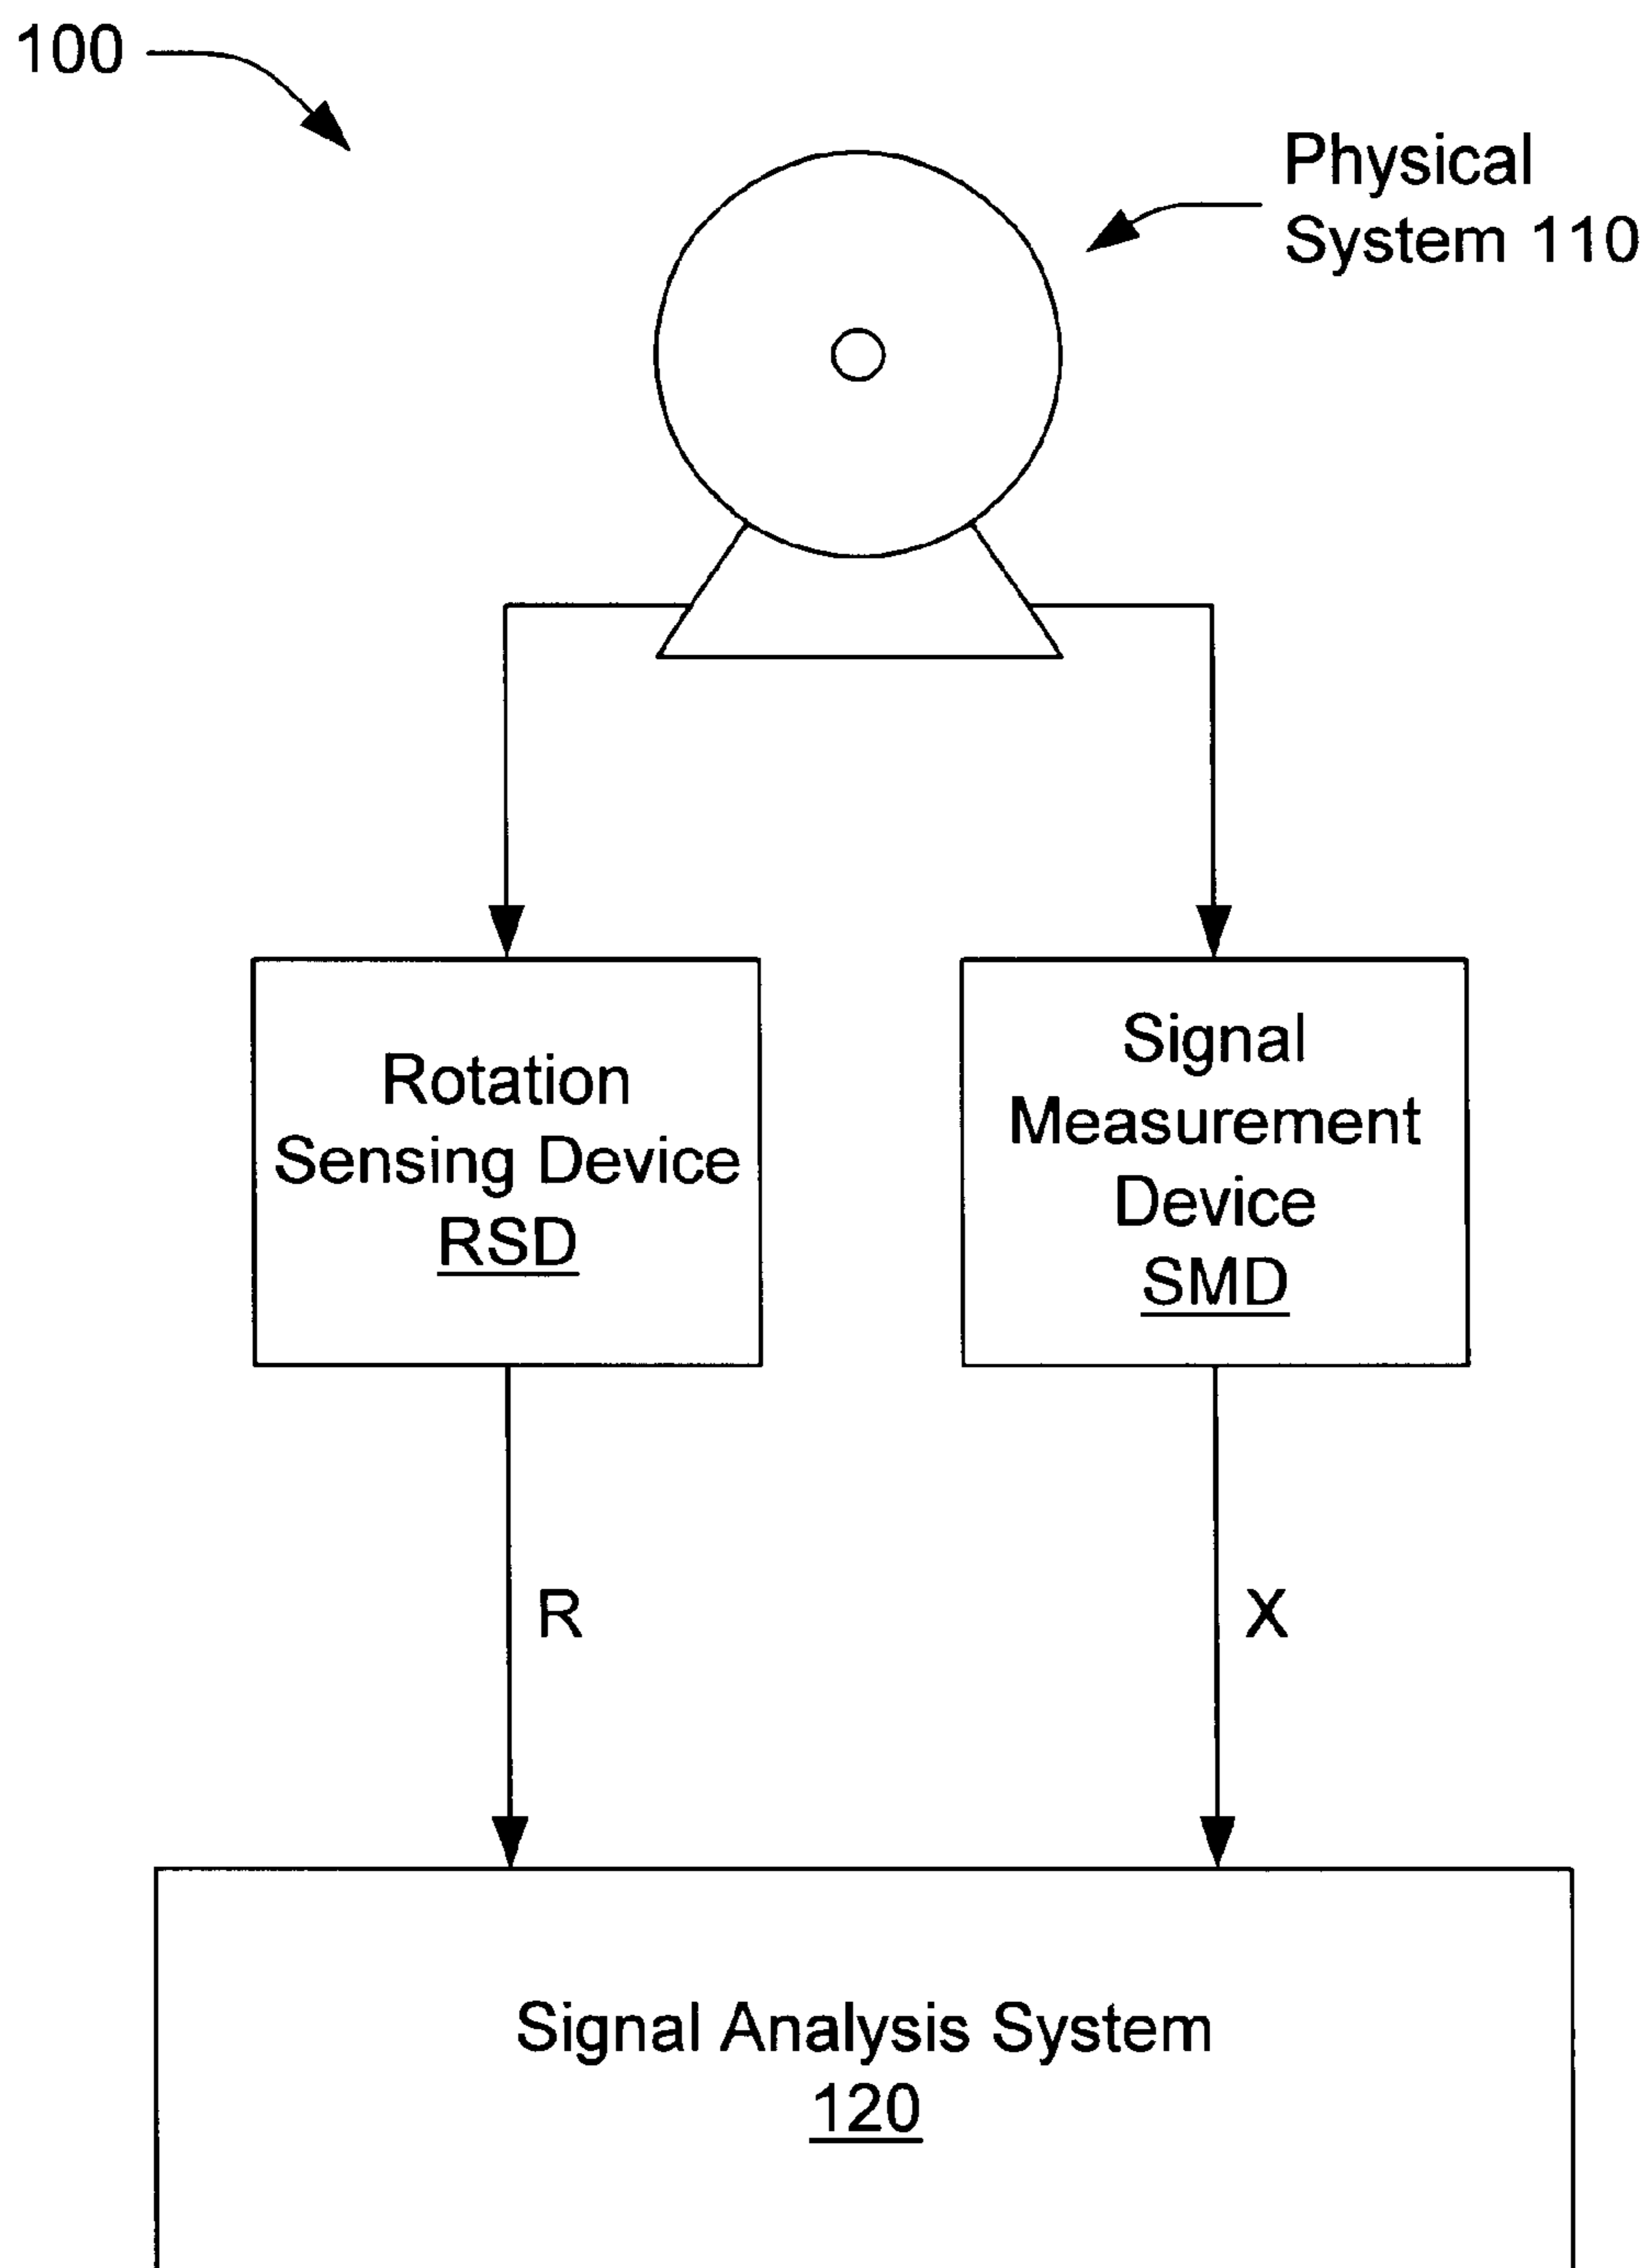 100
Physical
System 110
Rotation
Sensing Device
RSD
Signal
Measurement
Device
SMD
R
X
Signal Analysis System
120